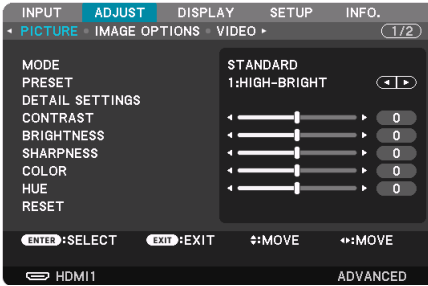 INPUT ADJUST DISPLAY SETUP INFO.
PICTURE IMAGE OPTIONS VIDEO 1/2
MODE STANDARD
PRESET 1:HIGH-BRIGHT
DETAIL SETTINGS
CONTRAST 0
BRIGHTNESS 0
SHARPNESS 0
COLOR 0
HUE 0
RESET
ENTER:SELECT EXIT:EXIT :MOVE :MOVE
HDMI1 ADVANCED